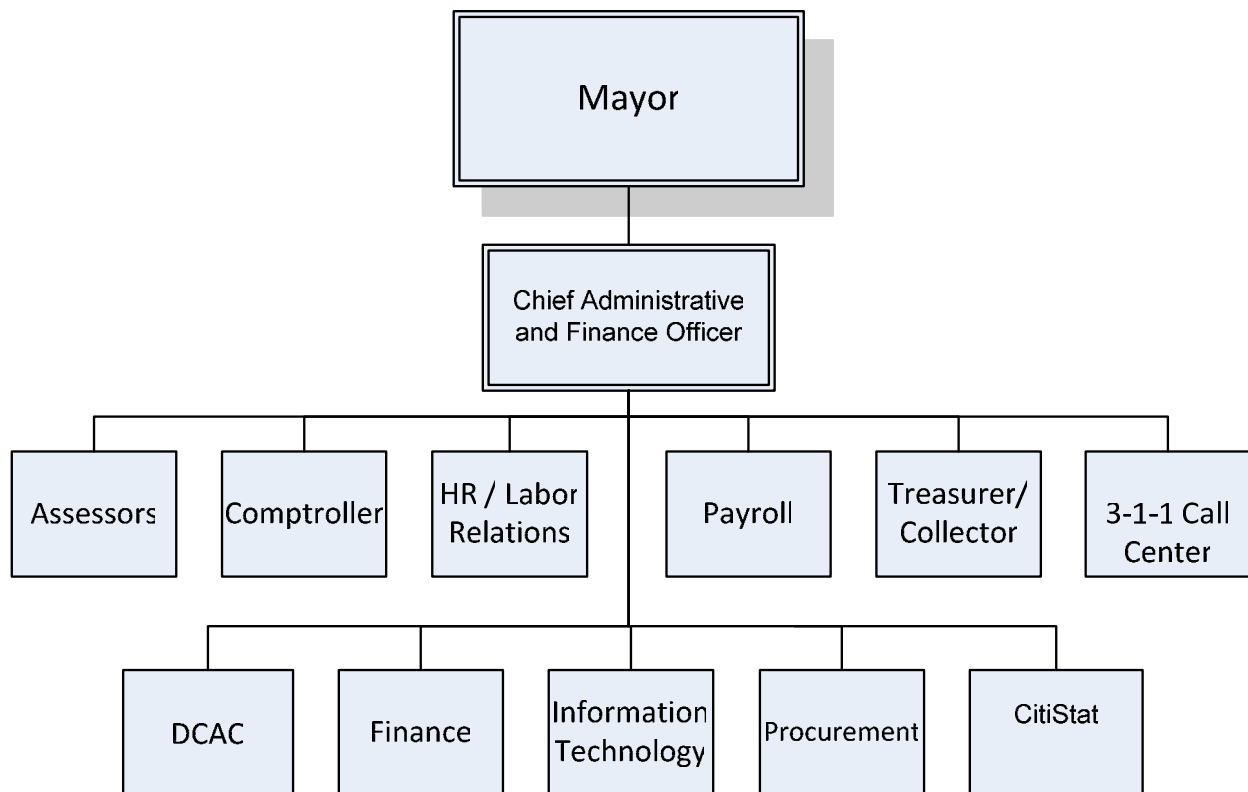 Mayor
Chief Administrative
and Finance Officer
Assessors
Comptroller
HR / Labor
Relations
Payroll
Treasurer/
Collector
3-1-1 Call
Center
DCAC
Finance
Information
Technology
Procurement
CitiStat